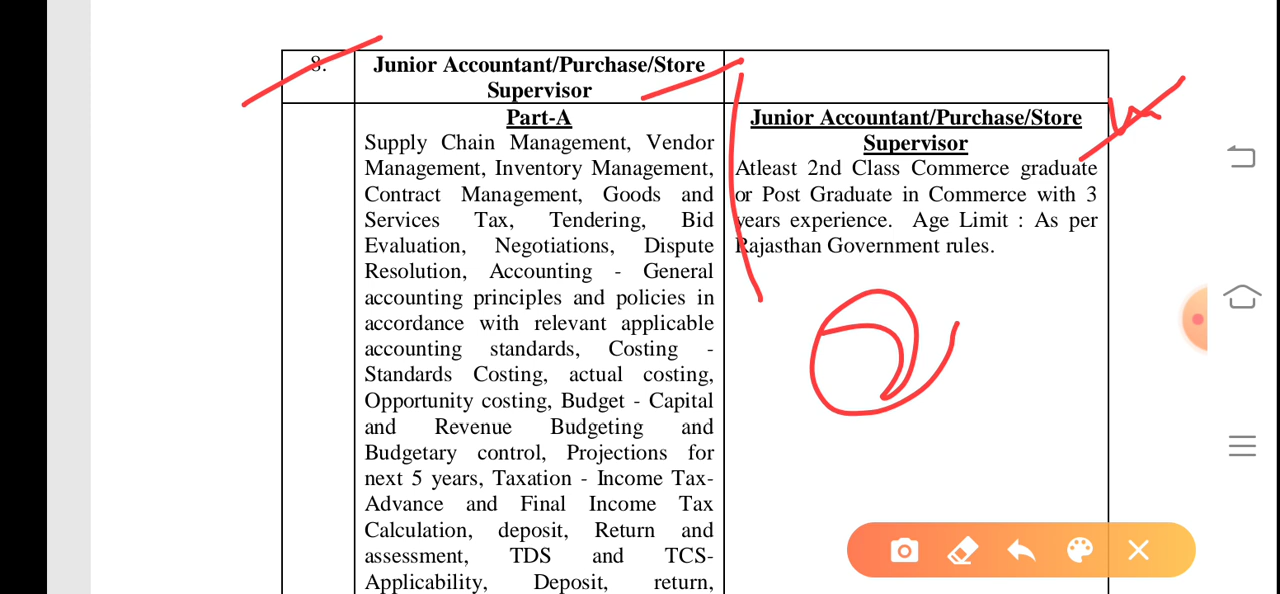 8.
Junior Accountant/Purchase/Store
Supervisor
Part-A
Supply Chain Management, Vendor
Management, Inventory Management,
Contract Management, Goods and
Services Tax, Tendering, Bid
Evaluation, Negotiations, Dispute
Resolution, Accounting - General
accounting principles and policies in
accordance with relevant applicable
accounting standards, Costing -
Standards Costing, actual costing,
Opportunity costing, Budget - Capital
and Revenue Budgeting and
Budgetary control, Projections for
next 5 years, Taxation - Income Tax-
Advance and Final Income Tax
Calculation, deposit, Return and
assessment, TDS and TCS-
Applicability, Deposit, return,
Junior Accountant/Purchase/Store
Supervisor
Atleast 2nd Class Commerce graduate
or Post Graduate in Commerce with 3
years experience. Age Limit : As per
Rajasthan Government rules.